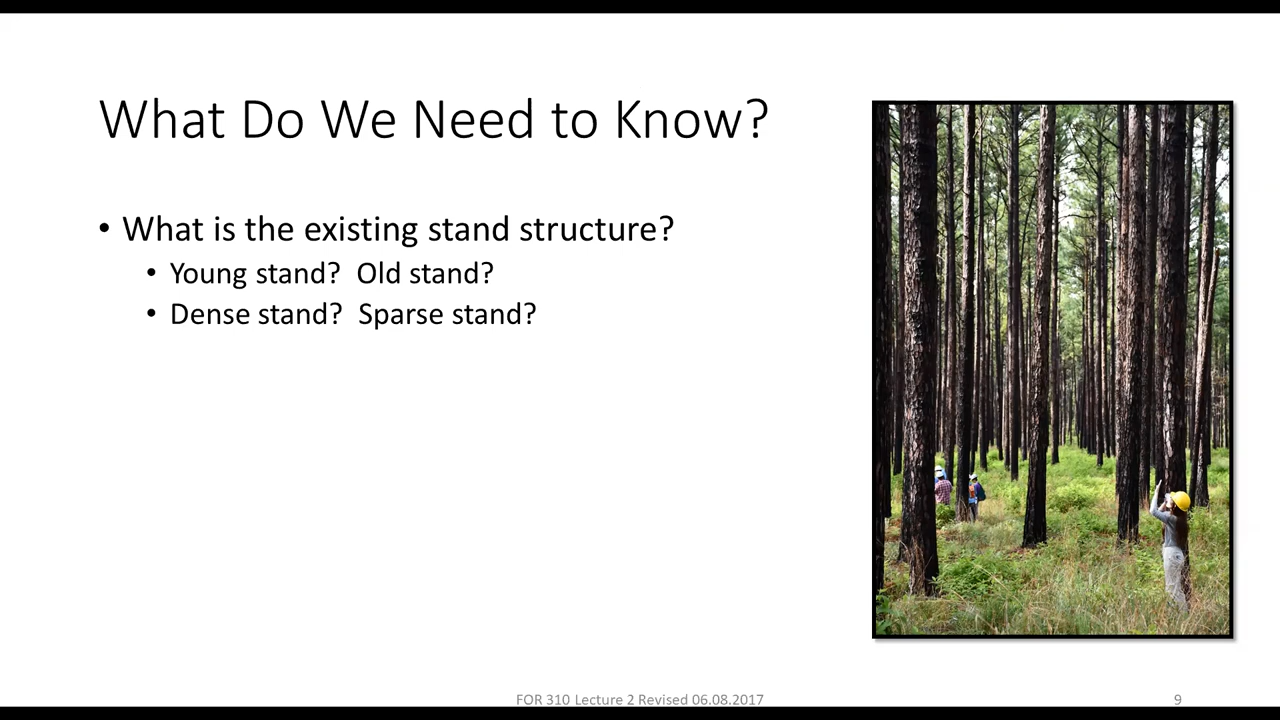 What Do We Need to Know?
• What is the existing stand structure?
• Young stand?  Old stand?
• Dense stand?  Sparse stand?
FOR 310 Lecture 2 Revised 06.08.2017
9